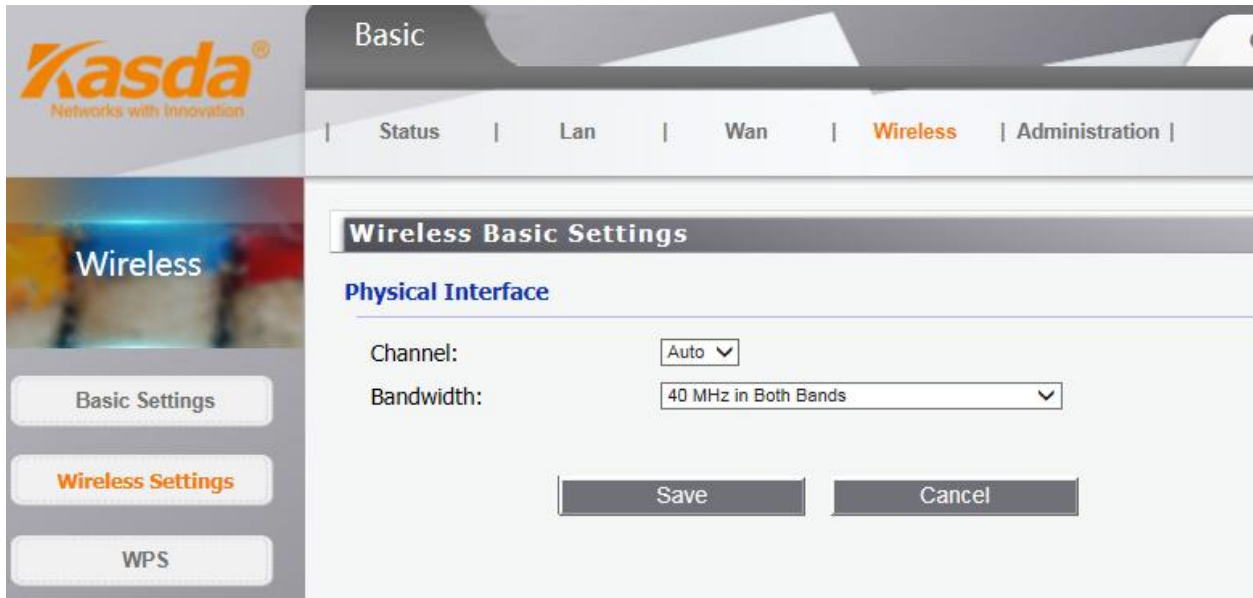 Kasda®
Networks with Innovation
Basic
| Status | Lan | Wan | Wireless | Administration |
Wireless
Basic Settings
Wireless Settings
WPS
Wireless Basic Settings
Physical Interface
Channel: Auto
Bandwidth: 40 MHz in Both Bands
Save Cancel